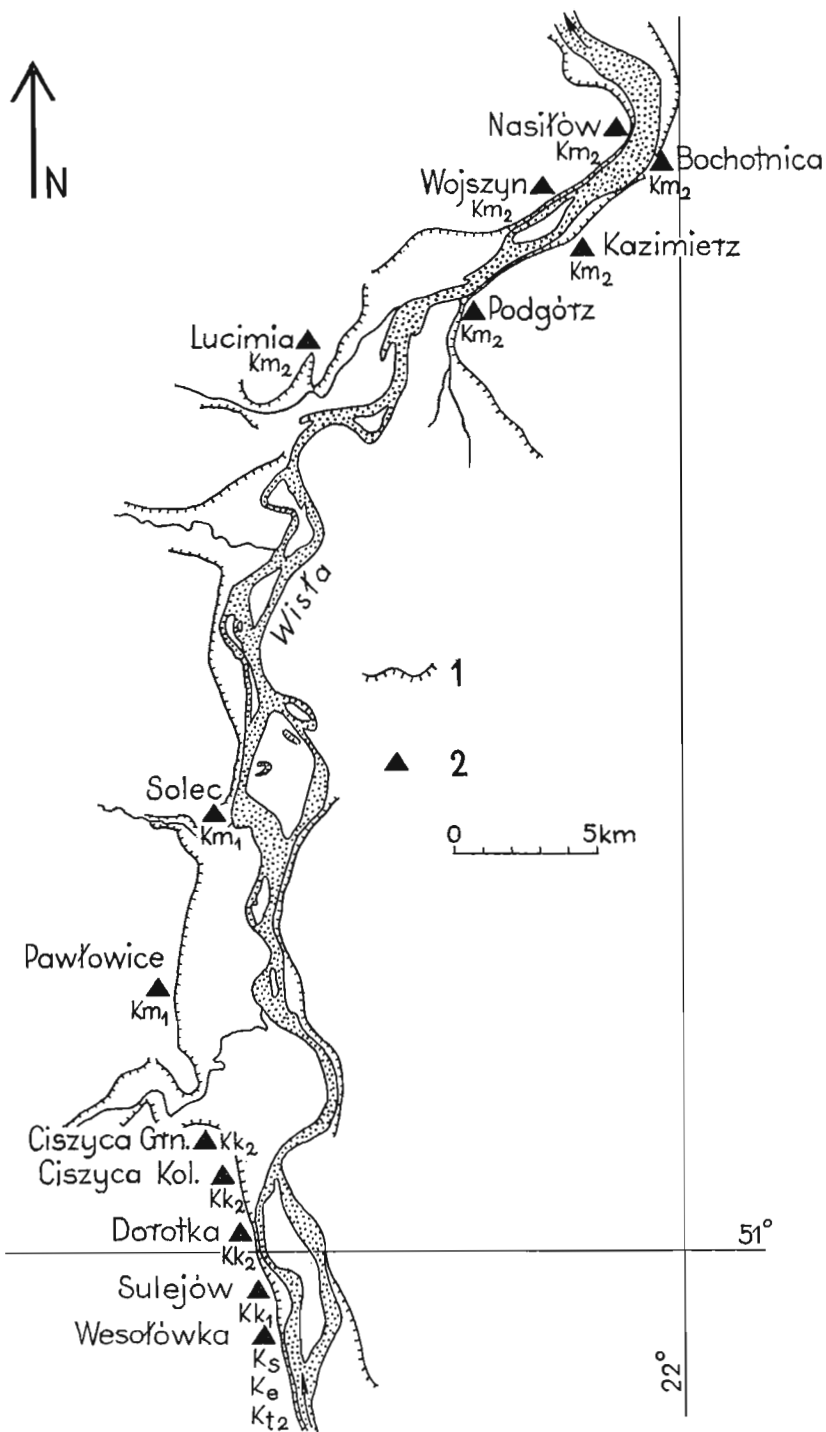 N
Nasiłów
Km2
Bochotnica
Km2
Wojszyn
Km2
Kazimierz
Km2
Podgórz
Km2
Lucimia
Km2
Wisła
1
2
Solec
Km1
0 5km
Pawłowice
Km1
Ciszyca Grn. Kk2
Ciszyca Kol.
Kk2
Dorotka
Kk2
51°
Sulejów
Kk1
Wesołówka
Ks
Ke
Kt2
22°